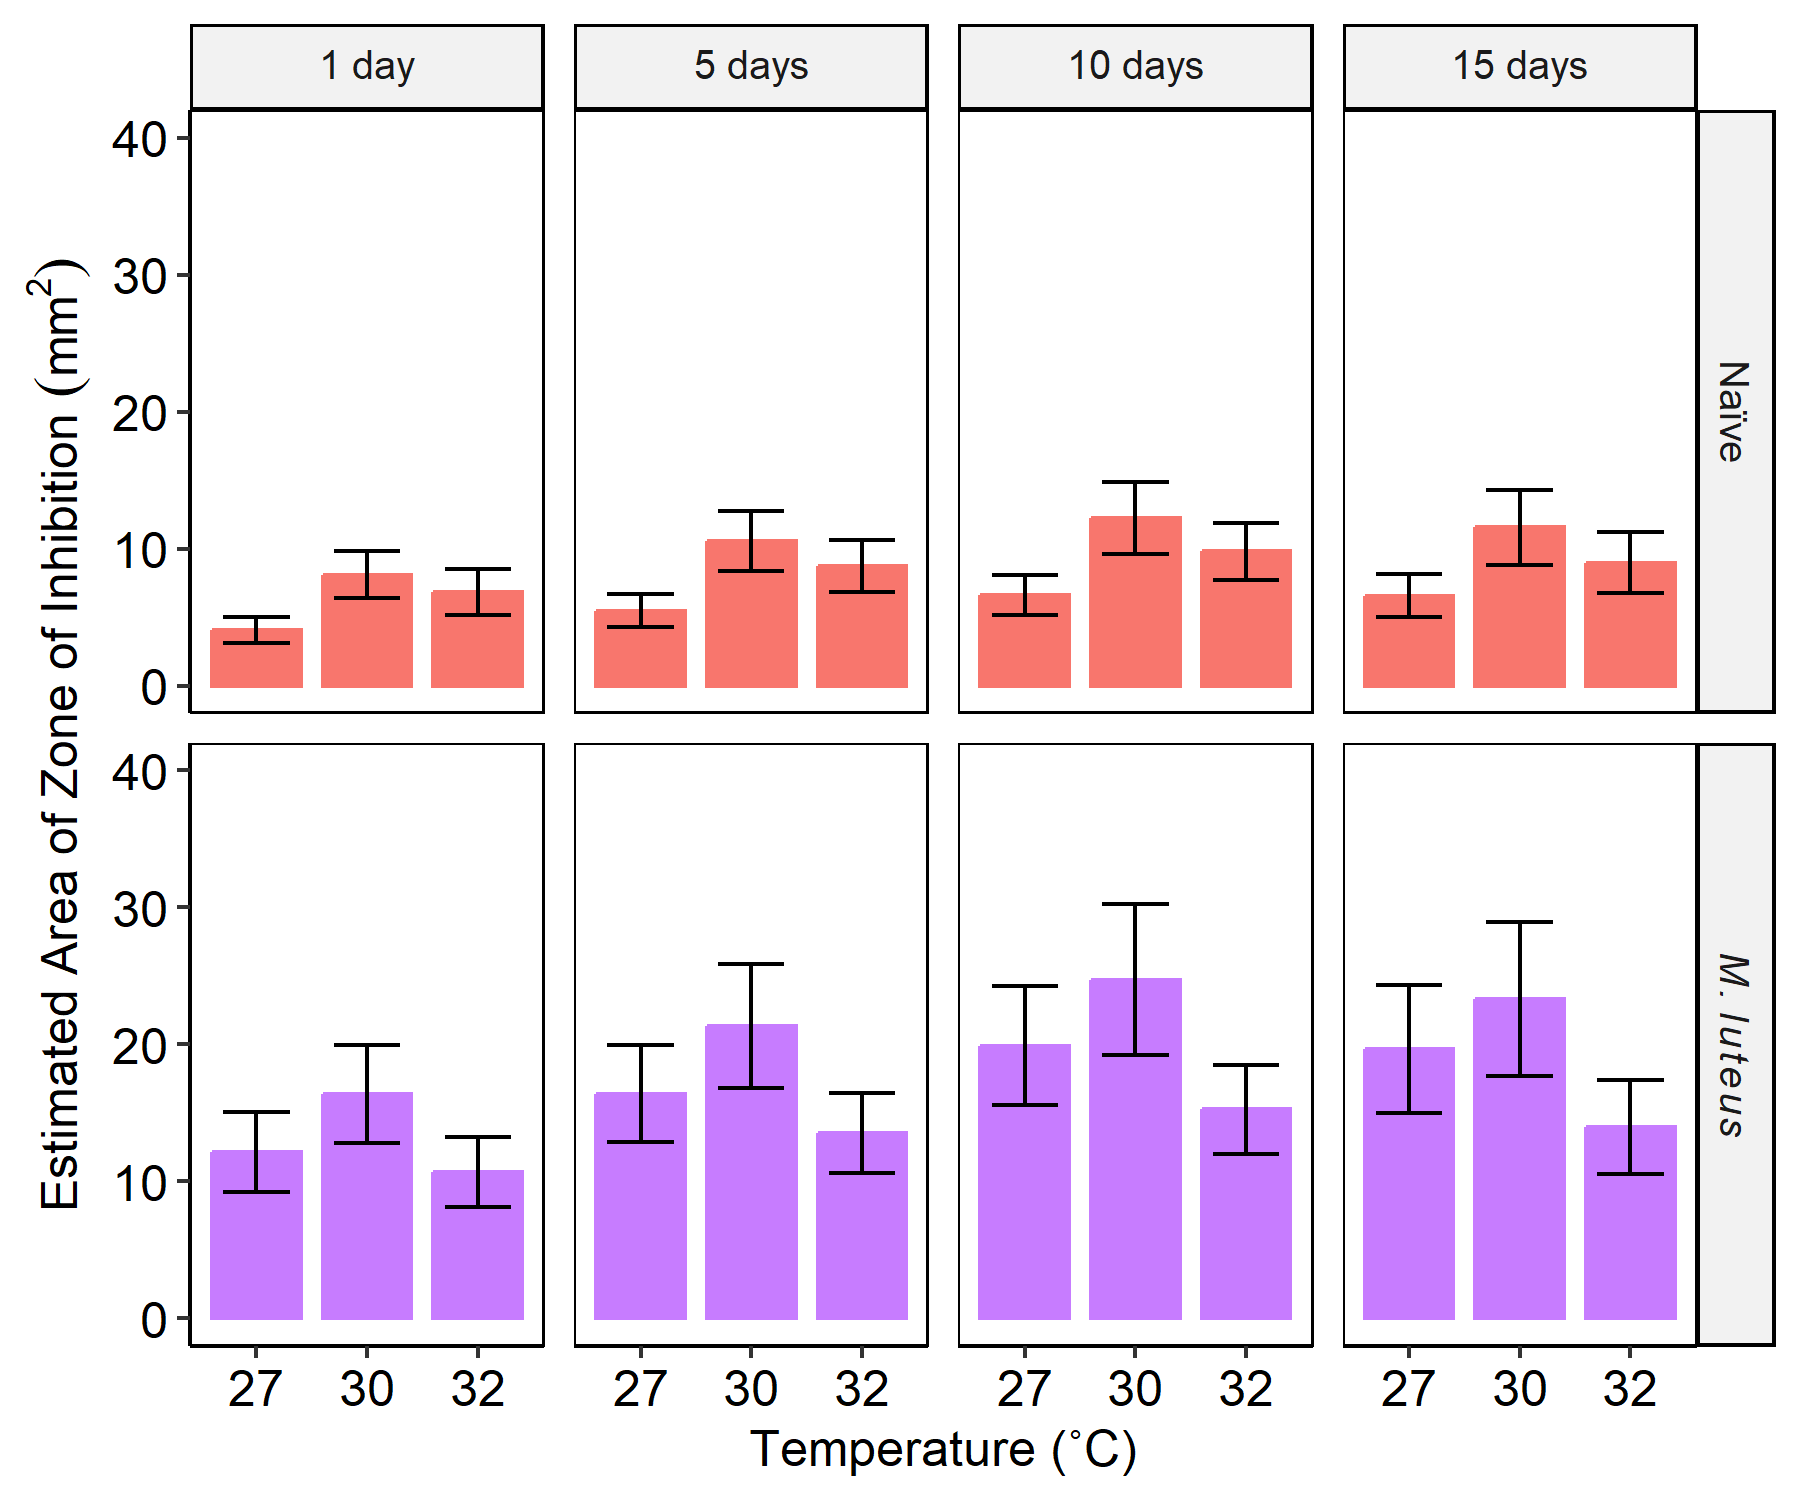 1 day 5 days 10 days 15 days
Estimated Area of Zone of Inhibition (mm²)
40
30
20
10
0
Naïve
40
30
20
10
0
M. luteus
27 30 32 27 30 32 27 30 32 27 30 32
Temperature (˚C)